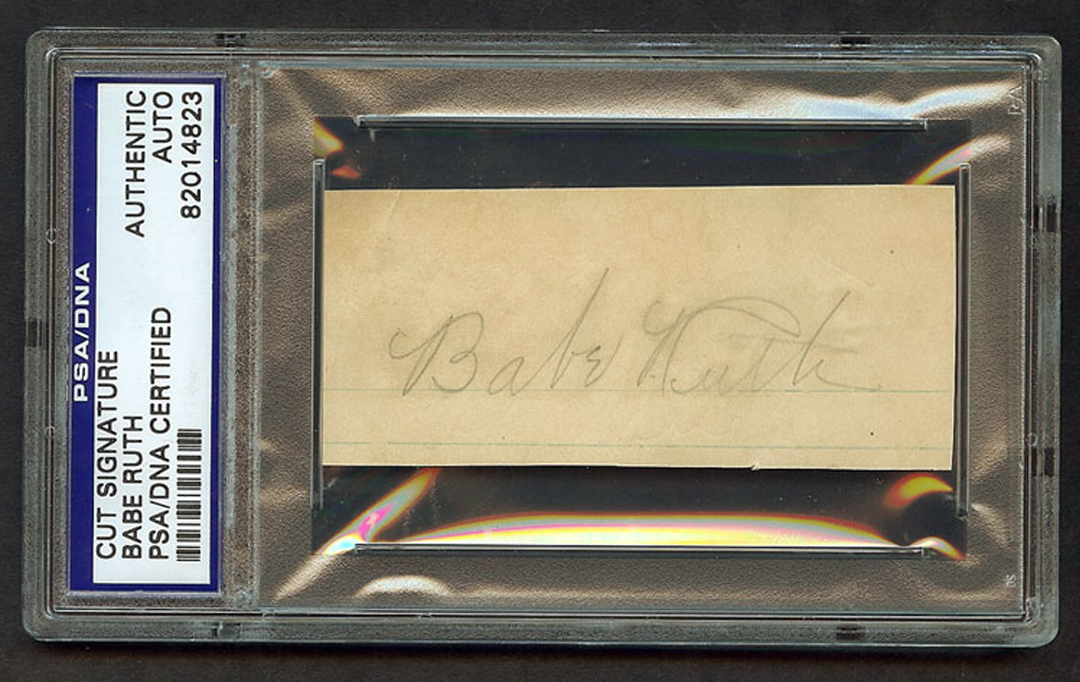 PSA/DNA
CUT SIGNATURE
BABE RUTH
PSA/DNA CERTIFIED
AUTHENTIC
AUTO
82014823
Babe Ruth